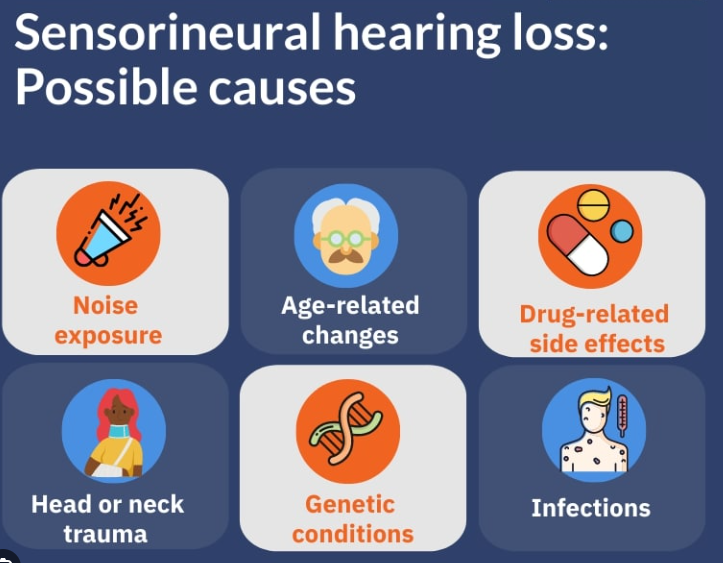 Sensorineural hearing loss:
Possible causes
Noise
exposure
Age-related
changes
Drug-related
side effects
Head or neck
trauma
Genetic
conditions
Infections